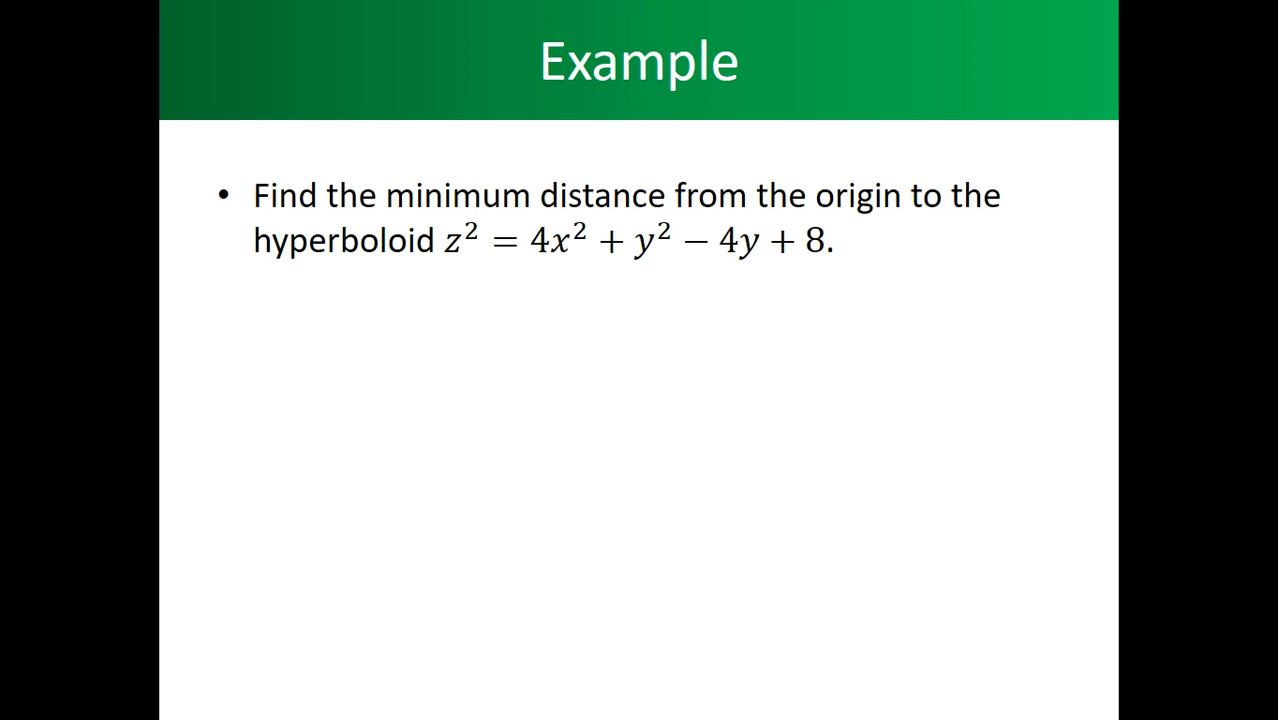 Example
• Find the minimum distance from the origin to the
hyperboloid z² = 4x² + y² − 4y + 8.